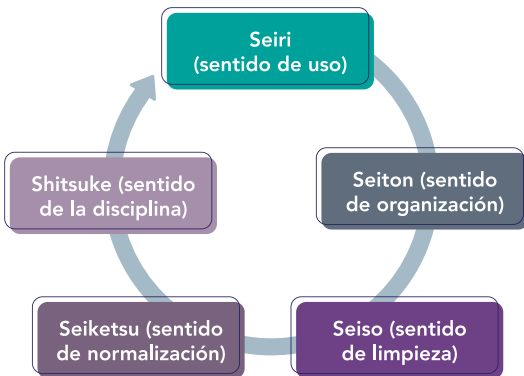 Seiri
(sentido de uso)
Seiton (sentido
de organización)
Seiso (sentido
de limpieza)
Seiketsu (sentido
de normalización)
Shitsuke (sentido
de la disciplina)